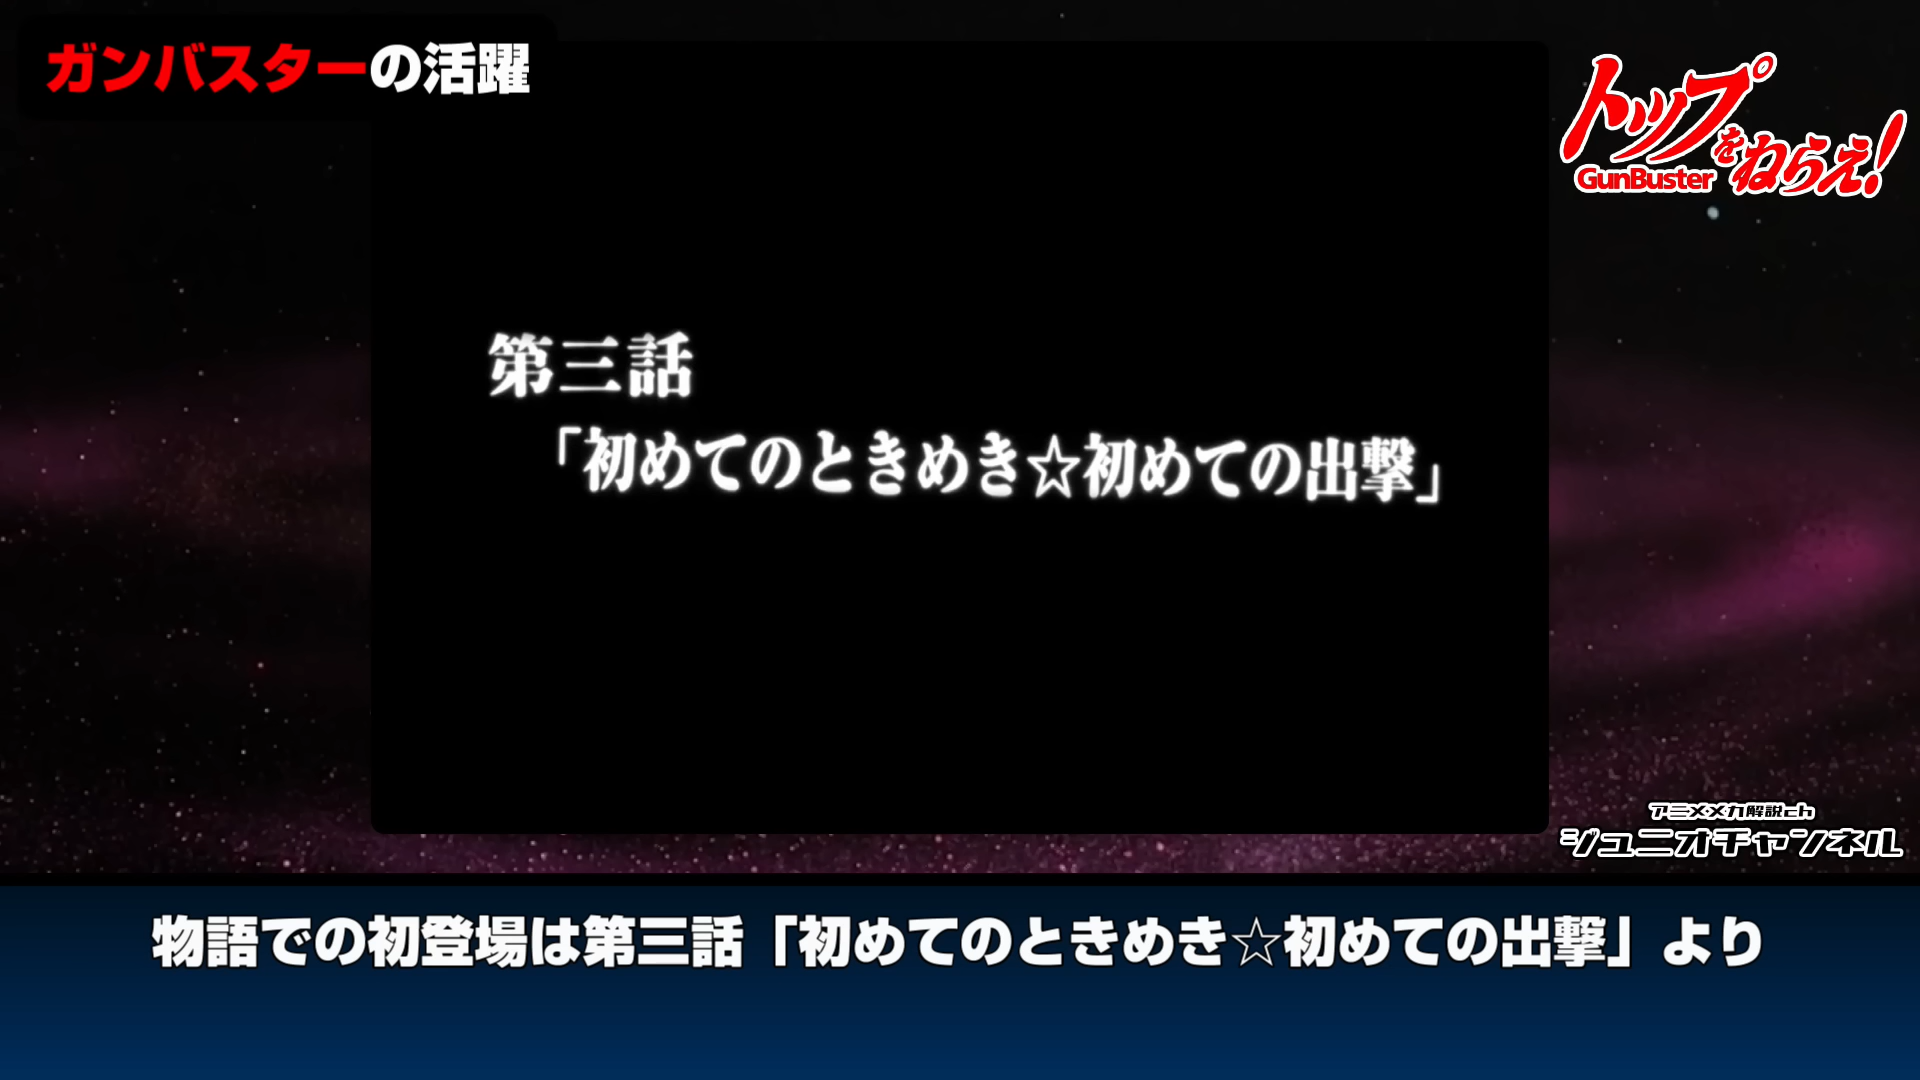 ガンバスターの活躍
トップをねらえ!
GunBuster
第三話
「初めてのときめき☆初めての出撃」
アニメメカ解説ch
ジュニオチャンネル
物語での初登場は第三話「初めてのときめき☆初めての出撃」より